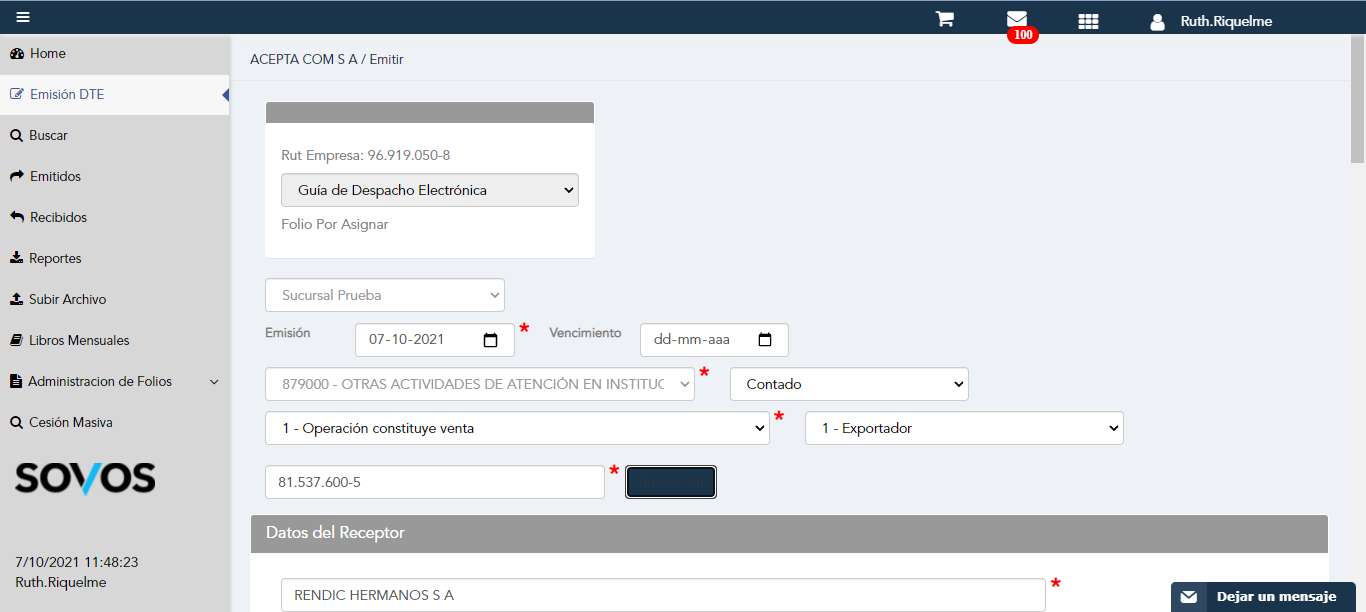 100
Ruth.Riquelme
Home
Emisión DTE
Buscar
Emitidos
Recibidos
Reportes
Subir Archivo
Libros Mensuales
Administracion de Folios
Cesión Masiva
SOVOS
7/10/2021 11:48:23
Ruth.Riquelme
ACEPTA COM S A / Emitir
Rut Empresa: 96.919.050-8
Guía de Despacho Electrónica
Folio Por Asignar
Sucursal Prueba
Emisión 07-10-2021 * Vencimiento dd-mm-aaa
879000 - OTRAS ACTIVIDADES DE ATENCIÓN EN INSTITUC * Contado
1 - Operación constituye venta * 1 - Exportador
81.537.600-5 *
Datos del Receptor
RENDIC HERMANOS S A *
Dejar un mensaje